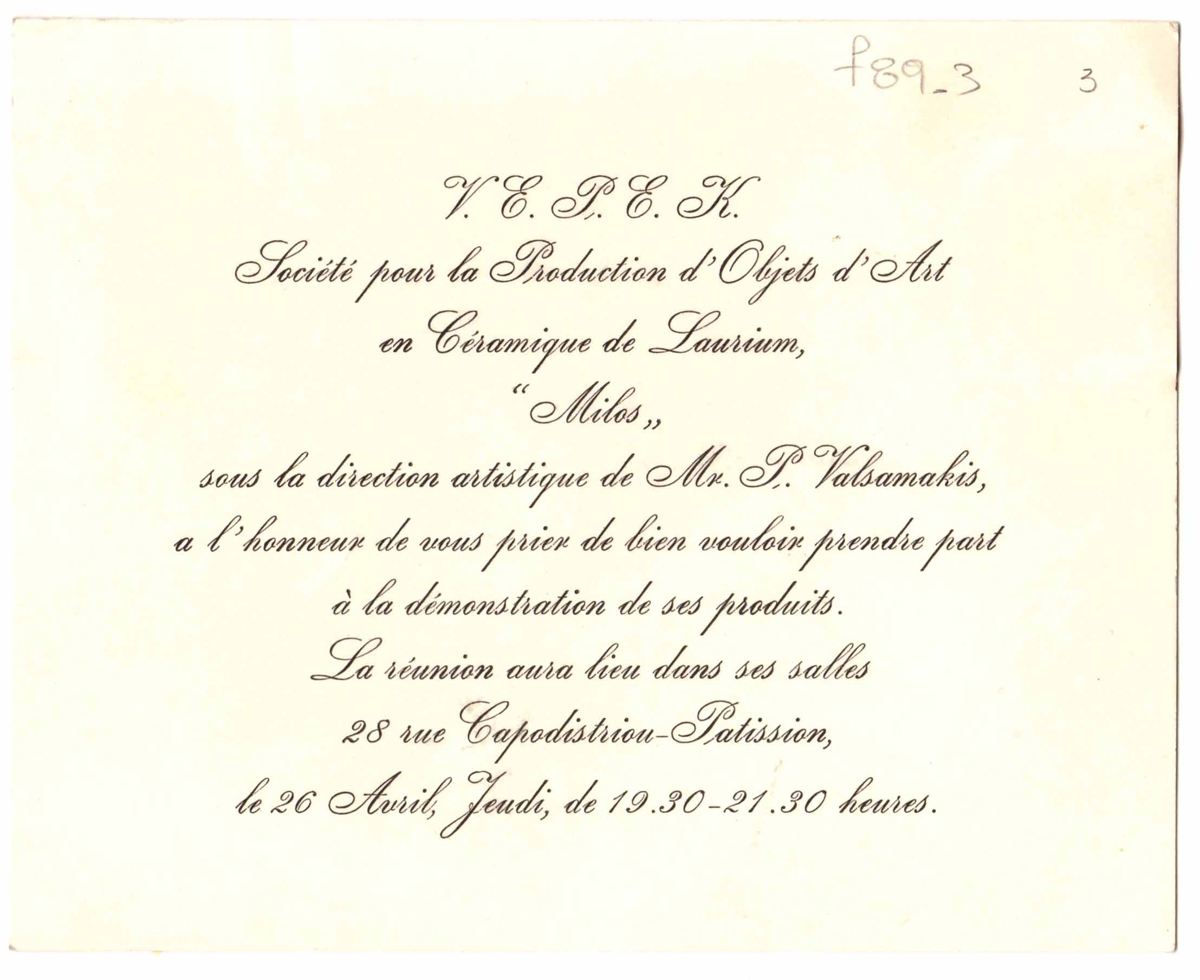 f89-3 3
V. E. P. E. K.
Société pour la Production d'Objets d'Art
en Céramique de Laurium,
“Milos„
sous la direction artistique de Mr. P. Valsamakis,
a l'honneur de vous prier de bien vouloir prendre part
à la démonstration de ses produits.
La réunion aura lieu dans ses salles
28 rue Capodistriou-Patission,
le 26 Avril, Jeudi, de 19.30-21.30 heures.